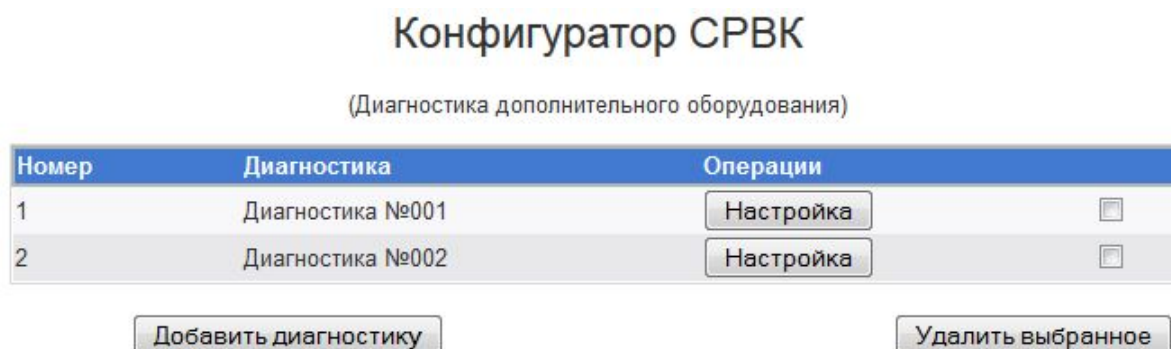 Конфигуратор СРВК
(Диагностика дополнительного оборудования)
Номер Диагностика Операции
1 Диагностика №001 Настройка
2 Диагностика №002 Настройка
Добавить диагностику Удалить выбранное